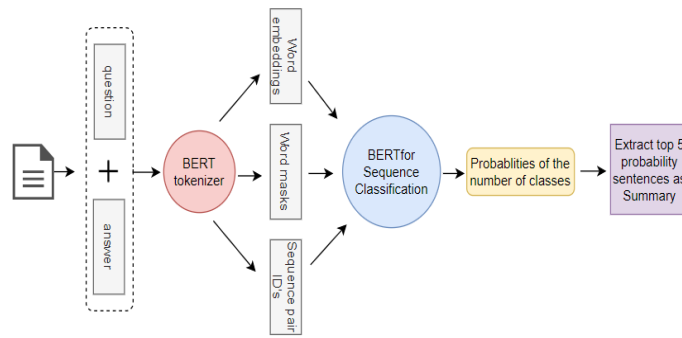 question
+
answer
BERT
tokenizer
Word
embeddings
Word masks
Sequence pair
ID's
BERTfor
Sequence
Classification
Probablities of the
number of classes
Extract top 5
probability
sentences as
Summary